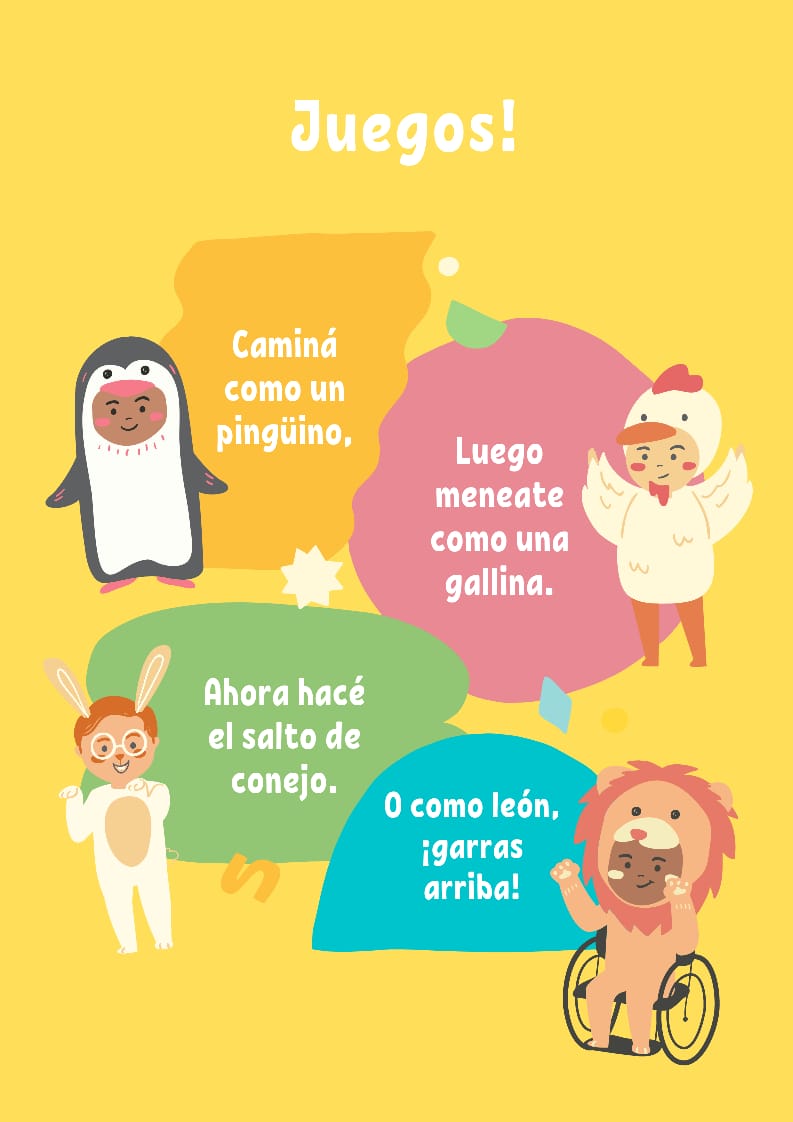 Juegos!
Caminá
como un
pingüino,
Luego
meneate
como una
gallina.
Ahora hacé
el salto de
conejo.
O como león,
¡garras
arriba!